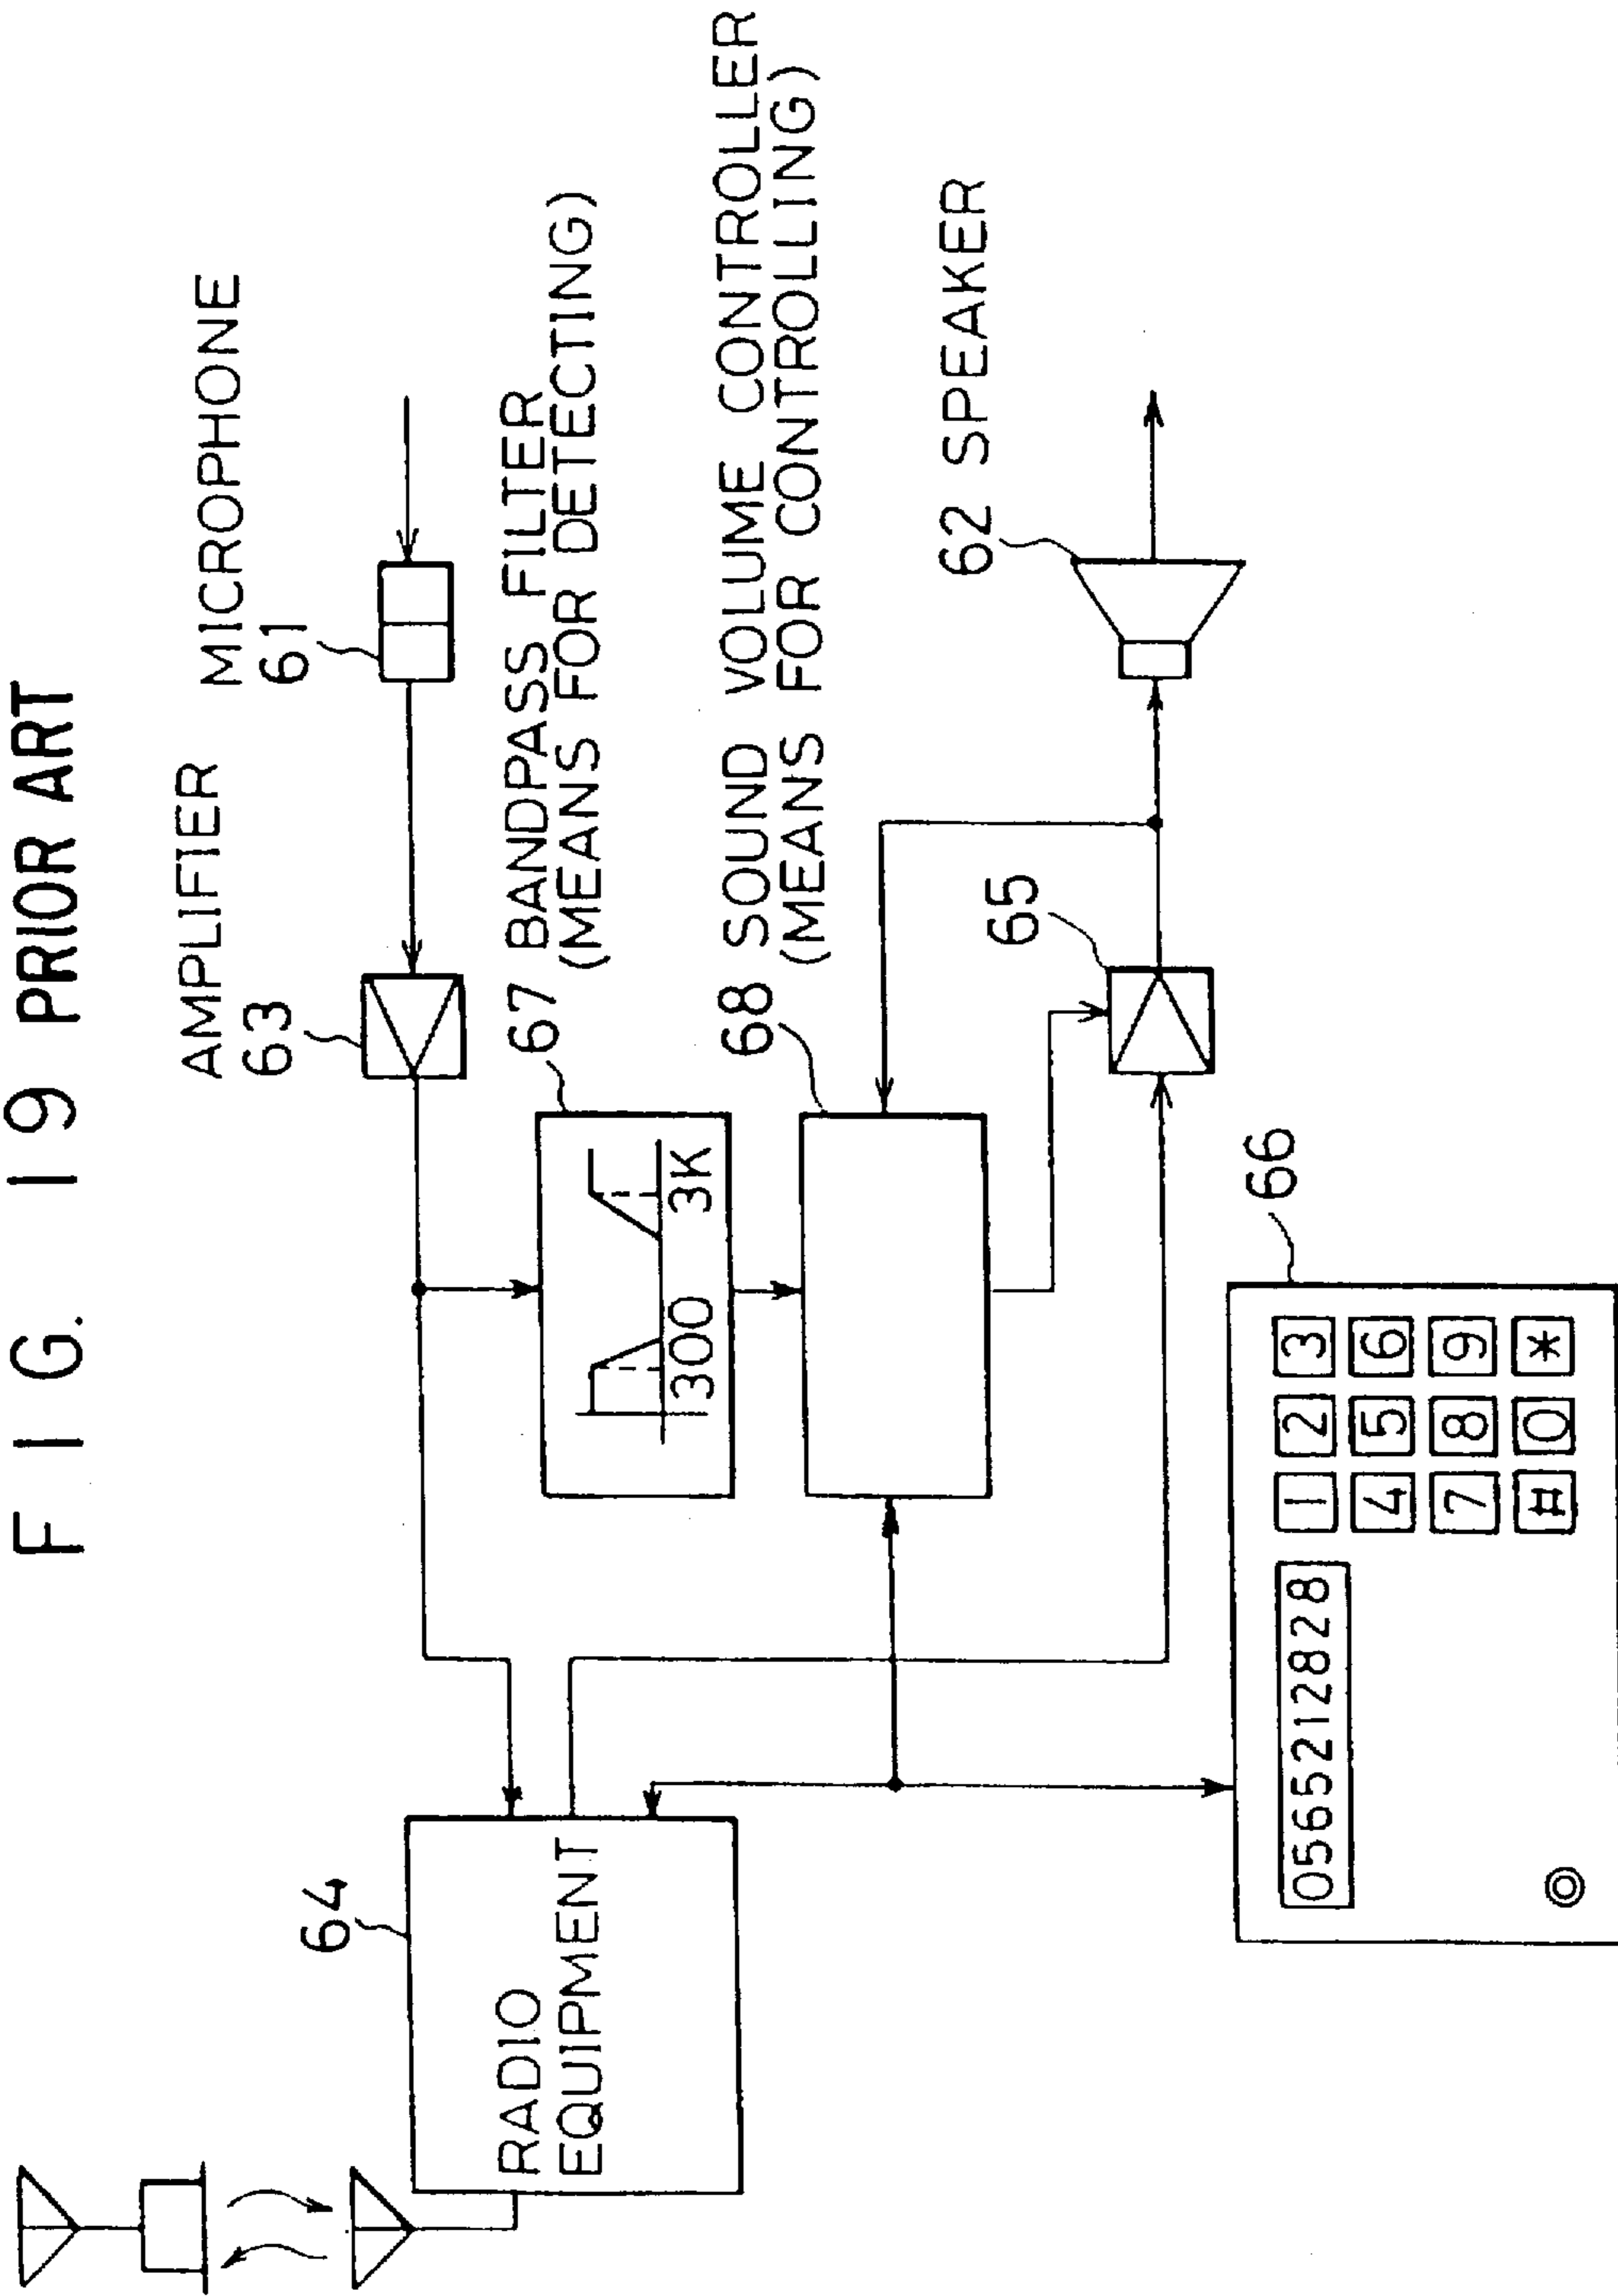 FIG. 19 PRIOR ART
AMPLIFIER
63
MICROPHONE
61
64
RADIO
EQUIPMENT
67 BANDPASS FILTER
(MEANS FOR DETECTING)
300 3K
68 SOUND VOLUME CONTROLLER
(MEANS FOR CONTROLLING)
62 SPEAKER
65
66
0565212828
1 2 3
4 5 6
7 8 9
# 0 *